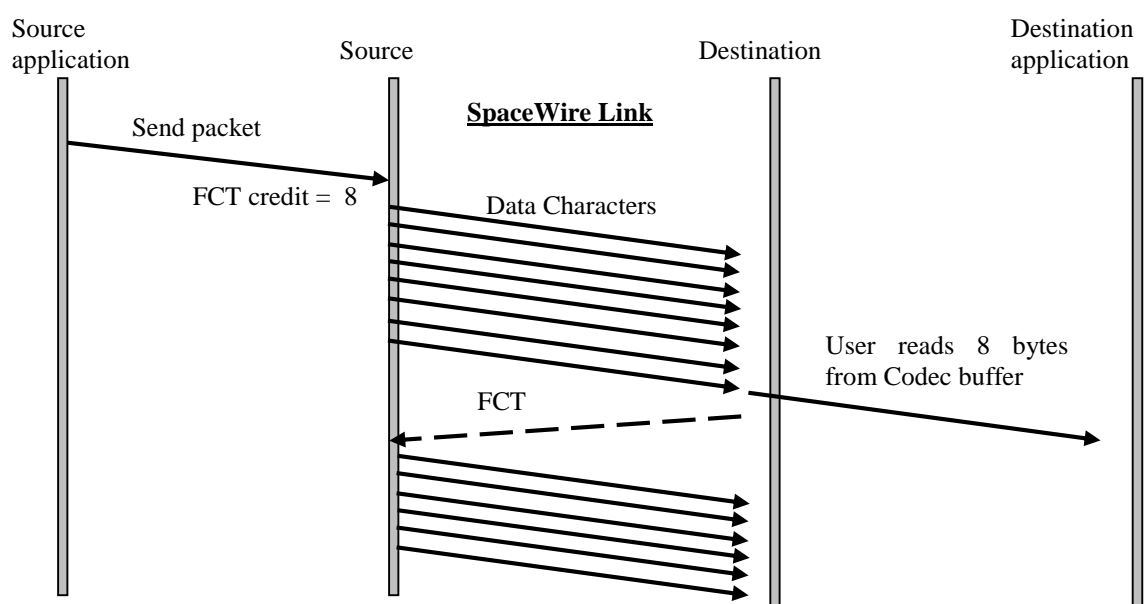 Source
application
Source
Destination
Destination
application
SpaceWire Link
Send packet
FCT credit = 8
Data Characters
User reads 8 bytes
from Codec buffer
FCT